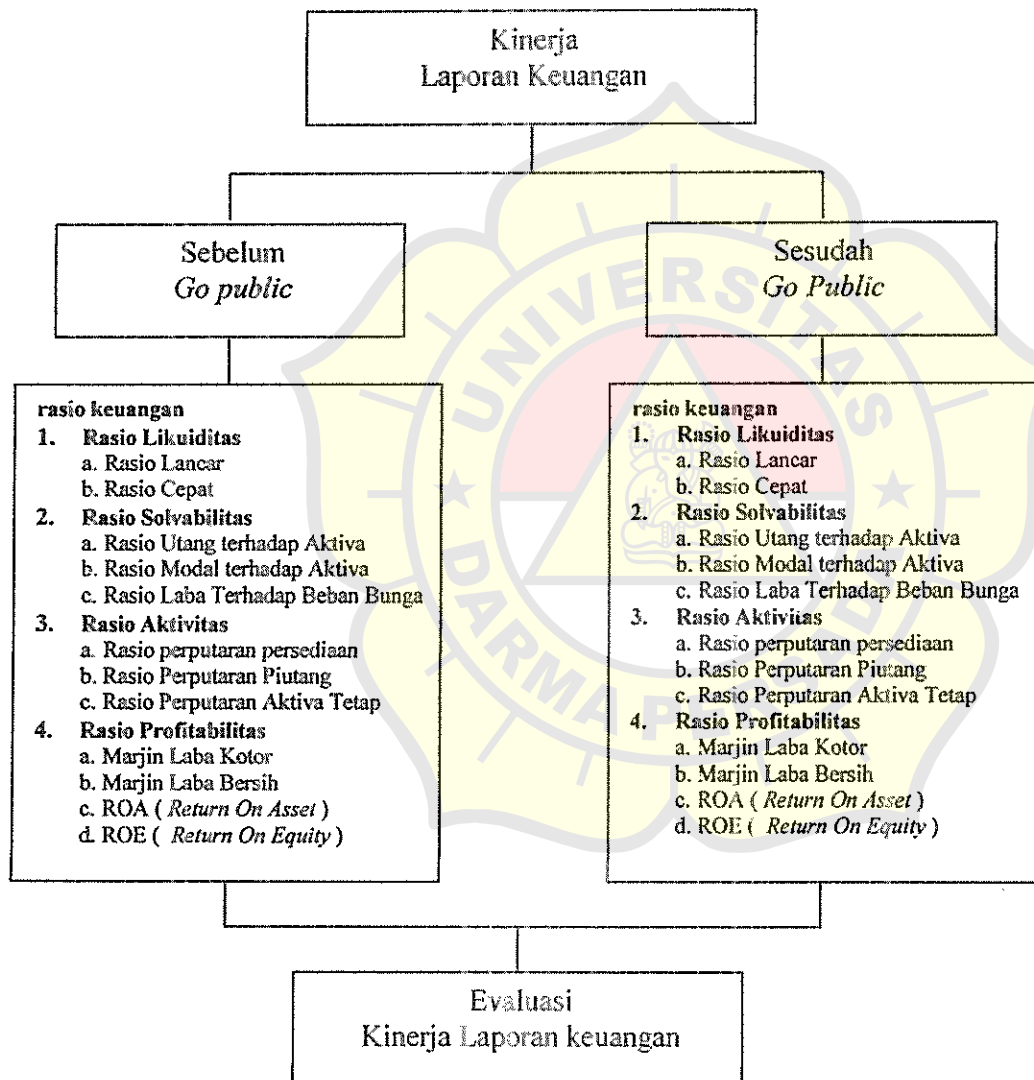 Kinerja
Laporan Keuangan
Sebelum
Go public
Sesudah
Go Public
rasio keuangan
1. Rasio Likuiditas
a. Rasio Lancar
b. Rasio Cepat
2. Rasio Solvabilitas
a. Rasio Utang terhadap Aktiva
b. Rasio Modal terhadap Aktiva
c. Rasio Laba Terhadap Beban Bunga
3. Rasio Aktivitas
a. Rasio perputaran persediaan
b. Rasio Perputaran Piutang
c. Rasio Perputaran Aktiva Tetap
4. Rasio Profitabilitas
a. Marjin Laba Kotor
b. Marjin Laba Bersih
c. ROA ( Return On Asset )
d. ROE ( Return On Equity )
rasio keuangan
1. Rasio Likuiditas
a. Rasio Lancar
b. Rasio Cepat
2. Rasio Solvabilitas
a. Rasio Utang terhadap Aktiva
b. Rasio Modal terhadap Aktiva
c. Rasio Laba Terhadap Beban Bunga
3. Rasio Aktivitas
a. Rasio perputaran persediaan
b. Rasio Perputaran Piutang
c. Rasio Perputaran Aktiva Tetap
4. Rasio Profitabilitas
a. Marjin Laba Kotor
b. Marjin Laba Bersih
c. ROA ( Return On Asset )
d. ROE ( Return On Equity )
Evaluasi
Kinerja Laporan keuangan
UNIVERSITAS
DARMA PERSADA